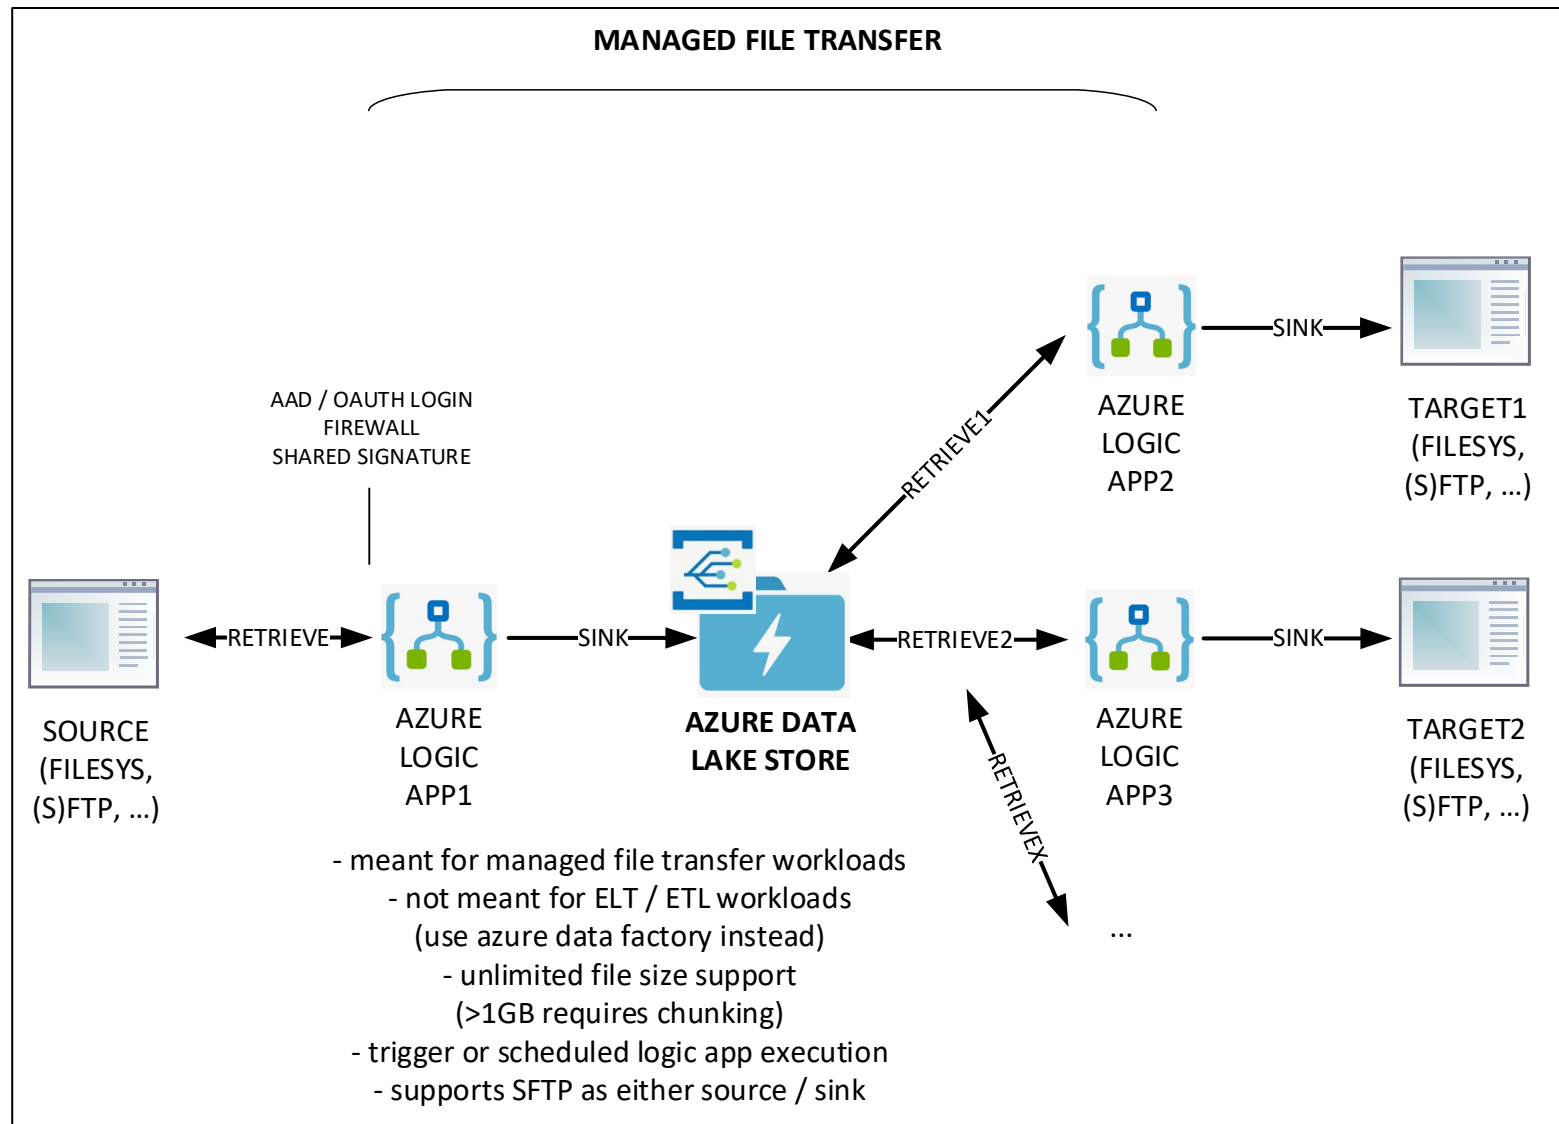 MANAGED FILE TRANSFER
AAD / OAUTH LOGIN
FIREWALL
SHARED SIGNATURE
SOURCE
(FILESYS,
(S)FTP, ...)
RETRIEVE
AZURE
LOGIC
APP1
SINK
AZURE DATA
LAKE STORE
RETRIEVE1
AZURE
LOGIC
APP2
SINK
TARGET1
(FILESYS,
(S)FTP, ...)
RETRIEVE2
AZURE
LOGIC
APP3
SINK
TARGET2
(FILESYS,
(S)FTP, ...)
RETRIEVEX
...
- meant for managed file transfer workloads
- not meant for ELT / ETL workloads
(use azure data factory instead)
- unlimited file size support
(>1GB requires chunking)
- trigger or scheduled logic app execution
- supports SFTP as either source / sink